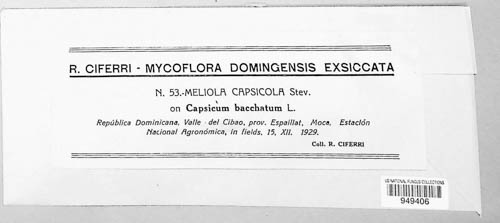 R. CIFERRI - MYCOFLORA DOMINGENSIS EXSICCATA
N. 53.-MELIOLA CAPSICOLA Stev.
on Capsicum bacchatum L.
República Dominicana, Valle del Cibao, prov. Espaillat, Moca, Estación
Nacional Agronómica, in fields, 15, XII. 1929.
Coll. R. CIFERRI
US NATIONAL FUNGUS COLLECTIONS
949406